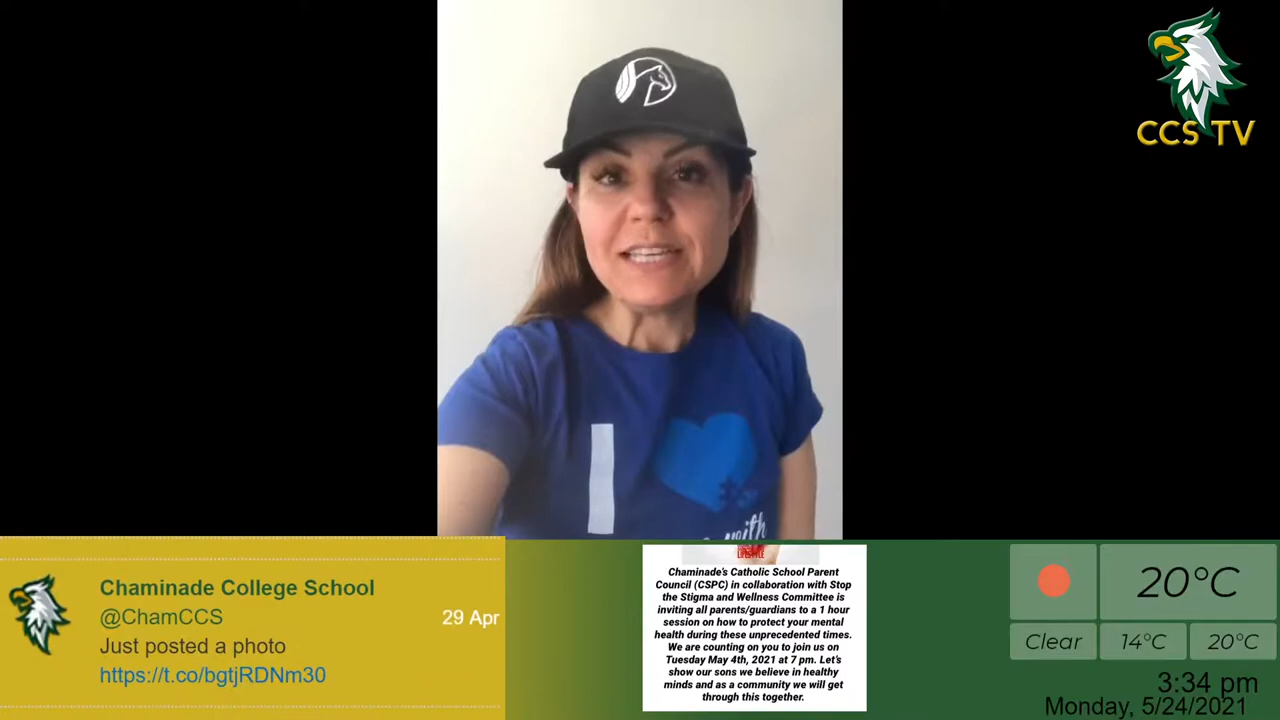 CCS TV
I
with
Chaminade College School
@ChamCCS
29 Apr
Just posted a photo
https://t.co/bgtjRDNm30
LIFESTYLE
Chaminade's Catholic School Parent
Council (CSPC) in collaboration with Stop
the Stigma and Wellness Committee is
inviting all parents/guardians to a 1 hour
session on how to protect your mental
health during these unprecedented times.
We are counting on you to join us on
Tuesday May 4th, 2021 at 7 pm. Let's
show our sons we believe in healthy
minds and as a community we will get
through this together.
20°C
Clear
14°C
20°C
3:34 pm
Monday, 5/24/2021